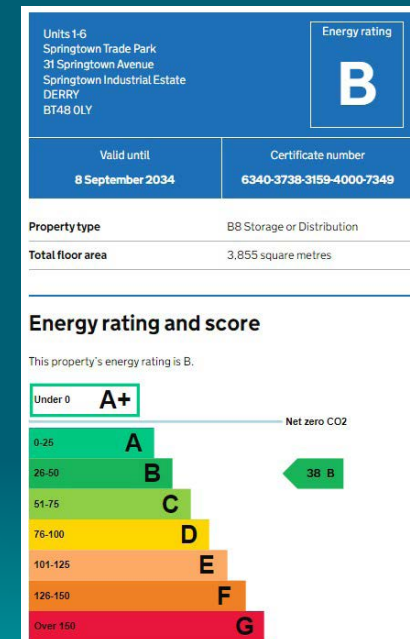 Units 1-6
Springtown Trade Park
31 Springtown Avenue
Springtown Industrial Estate
DERRY
BT48 0LY
Energy rating
B
Valid until
8 September 2034
Certificate number
6340-3738-3159-4000-7349
Property type
B8 Storage or Distribution
Total floor area
3,855 square metres
Energy rating and score
This property's energy rating is B.
Under 0 A+
Net zero CO2
0-25 A
26-50 B
38 B
51-75 C
76-100 D
101-125 E
126-150 F
Over 150 G